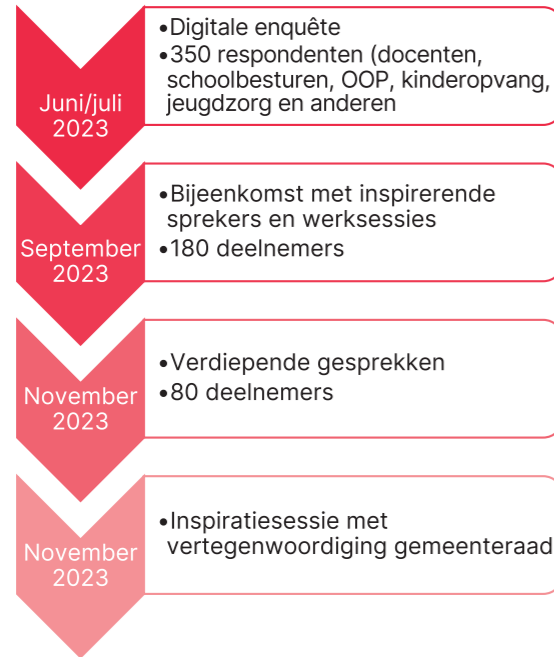 Juni/juli
2023
•Digitale enquête
•350 respondenten (docenten,
schoolbesturen, OOP, kinderopvang,
jeugdzorg en anderen
September
2023
•Bijeenkomst met inspirerende
sprekers en werksessies
•180 deelnemers
November
2023
•Verdiepende gesprekken
•80 deelnemers
November
2023
•Inspiratiesessie met
vertegenwoordiging gemeenteraad